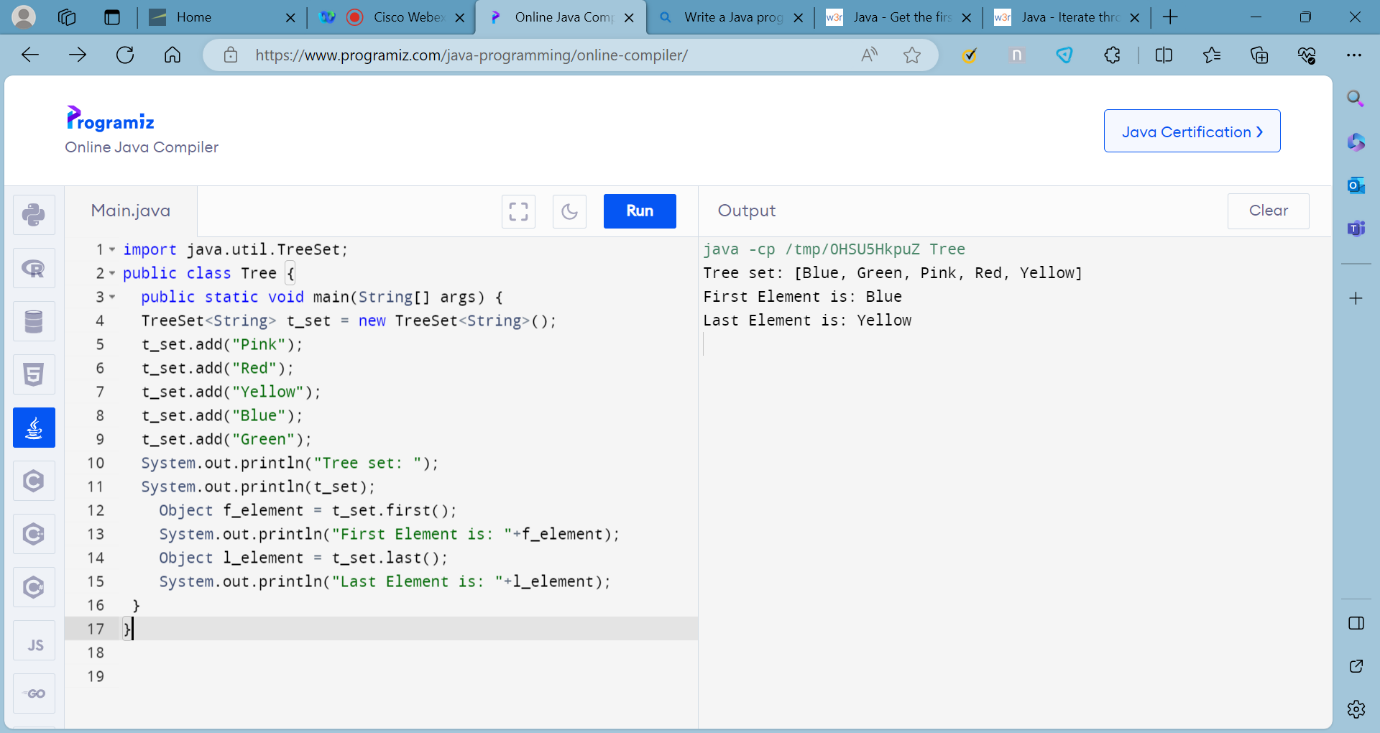 Home
Cisco Webex
Online Java Comp
Write a Java prog
w3r
Java - Get the firs
w3r
Java - Iterate thro
https://www.programiz.com/java-programming/online-compiler/
n
Programiz
Online Java Compiler
Java Certification
Main.java
Run
Output
Clear
1 import java.util.TreeSet;
2 public class Tree {
3 public static void main(String[] args) {
4 TreeSet<String> t_set = new TreeSet<String>();
5 t_set.add("Pink");
6 t_set.add("Red");
7 t_set.add("Yellow");
8 t_set.add("Blue");
9 t_set.add("Green");
10 System.out.println("Tree set: ");
11 System.out.println(t_set);
12 Object f_element = t_set.first();
13 System.out.println("First Element is: "+f_element);
14 Object l_element = t_set.last();
15 System.out.println("Last Element is: "+l_element);
16 }
17 }
18
19
JS
GO
java -cp /tmp/OHSU5HkpuZ Tree
Tree set: [Blue, Green, Pink, Red, Yellow]
First Element is: Blue
Last Element is: Yellow